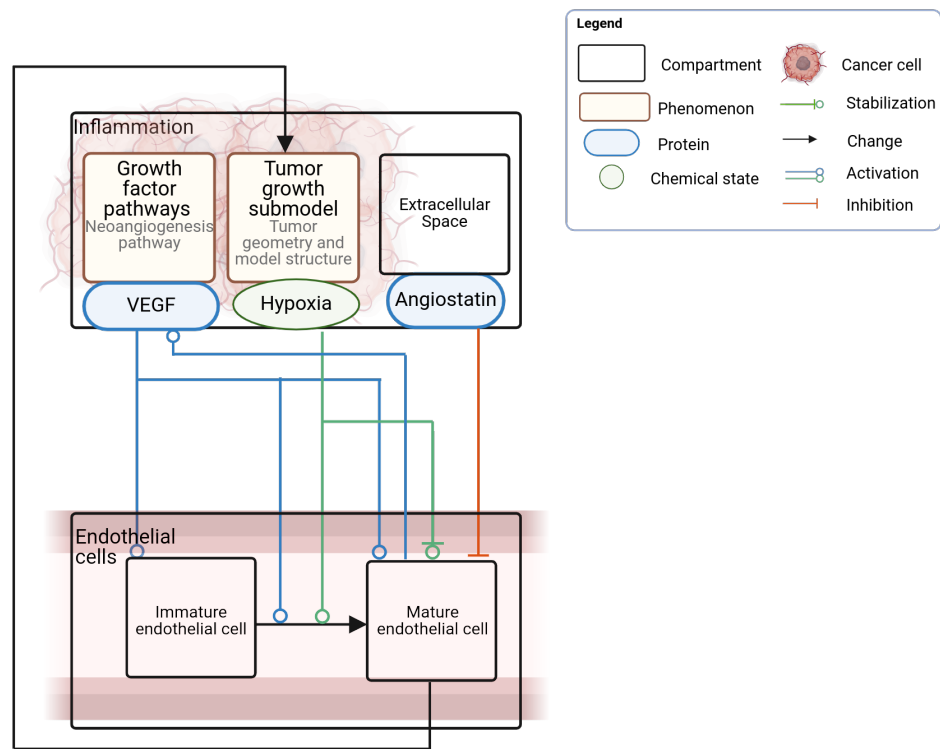 Inflammation
Growth
factor
pathways
Neoangiogenesis
pathway
VEGF
Tumor
growth
submodel
Tumor
geometry and
model structure
Hypoxia
Extracellular
Space
Angiostatin
Endothelial
cells
Immature
endothelial cell
Mature
endothelial cell
Legend
Compartment
Cancer cell
Phenomenon
Stabilization
Protein
Change
Chemical state
Activation
Inhibition